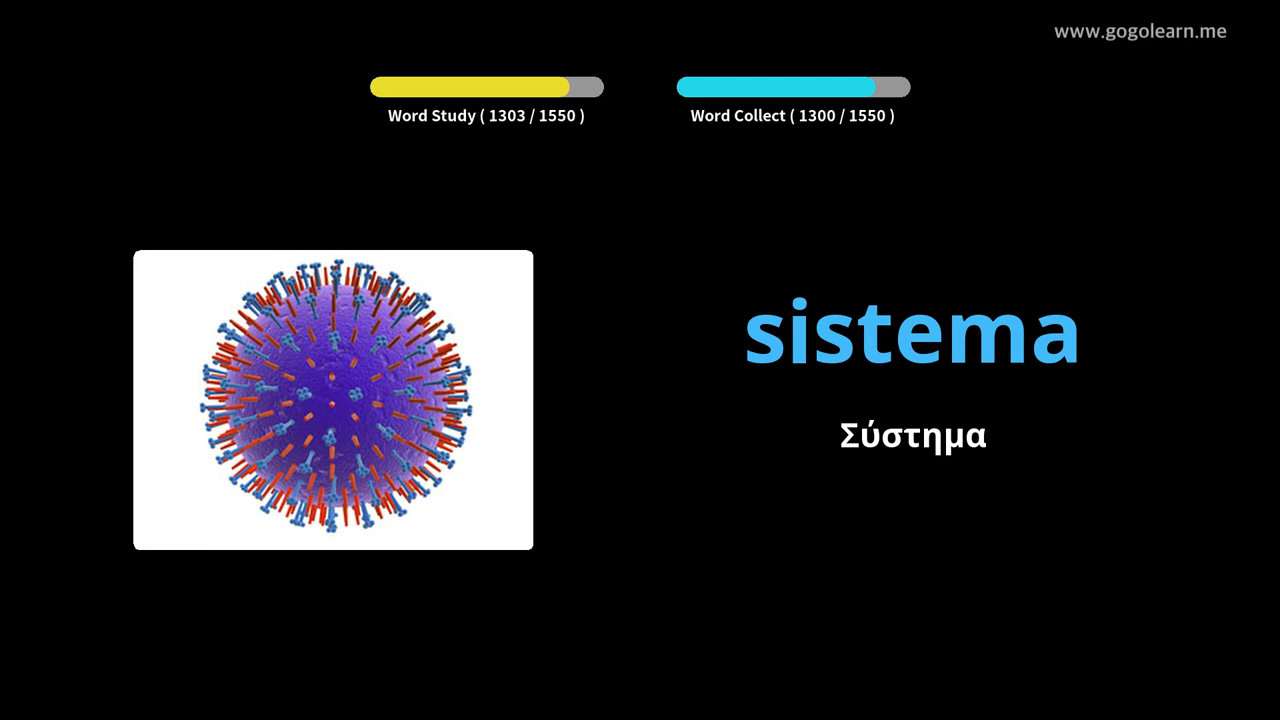 www.gogolearn.me
Word Study ( 1303 / 1550 )
Word Collect ( 1300 / 1550 )
sistema
Σύστημα